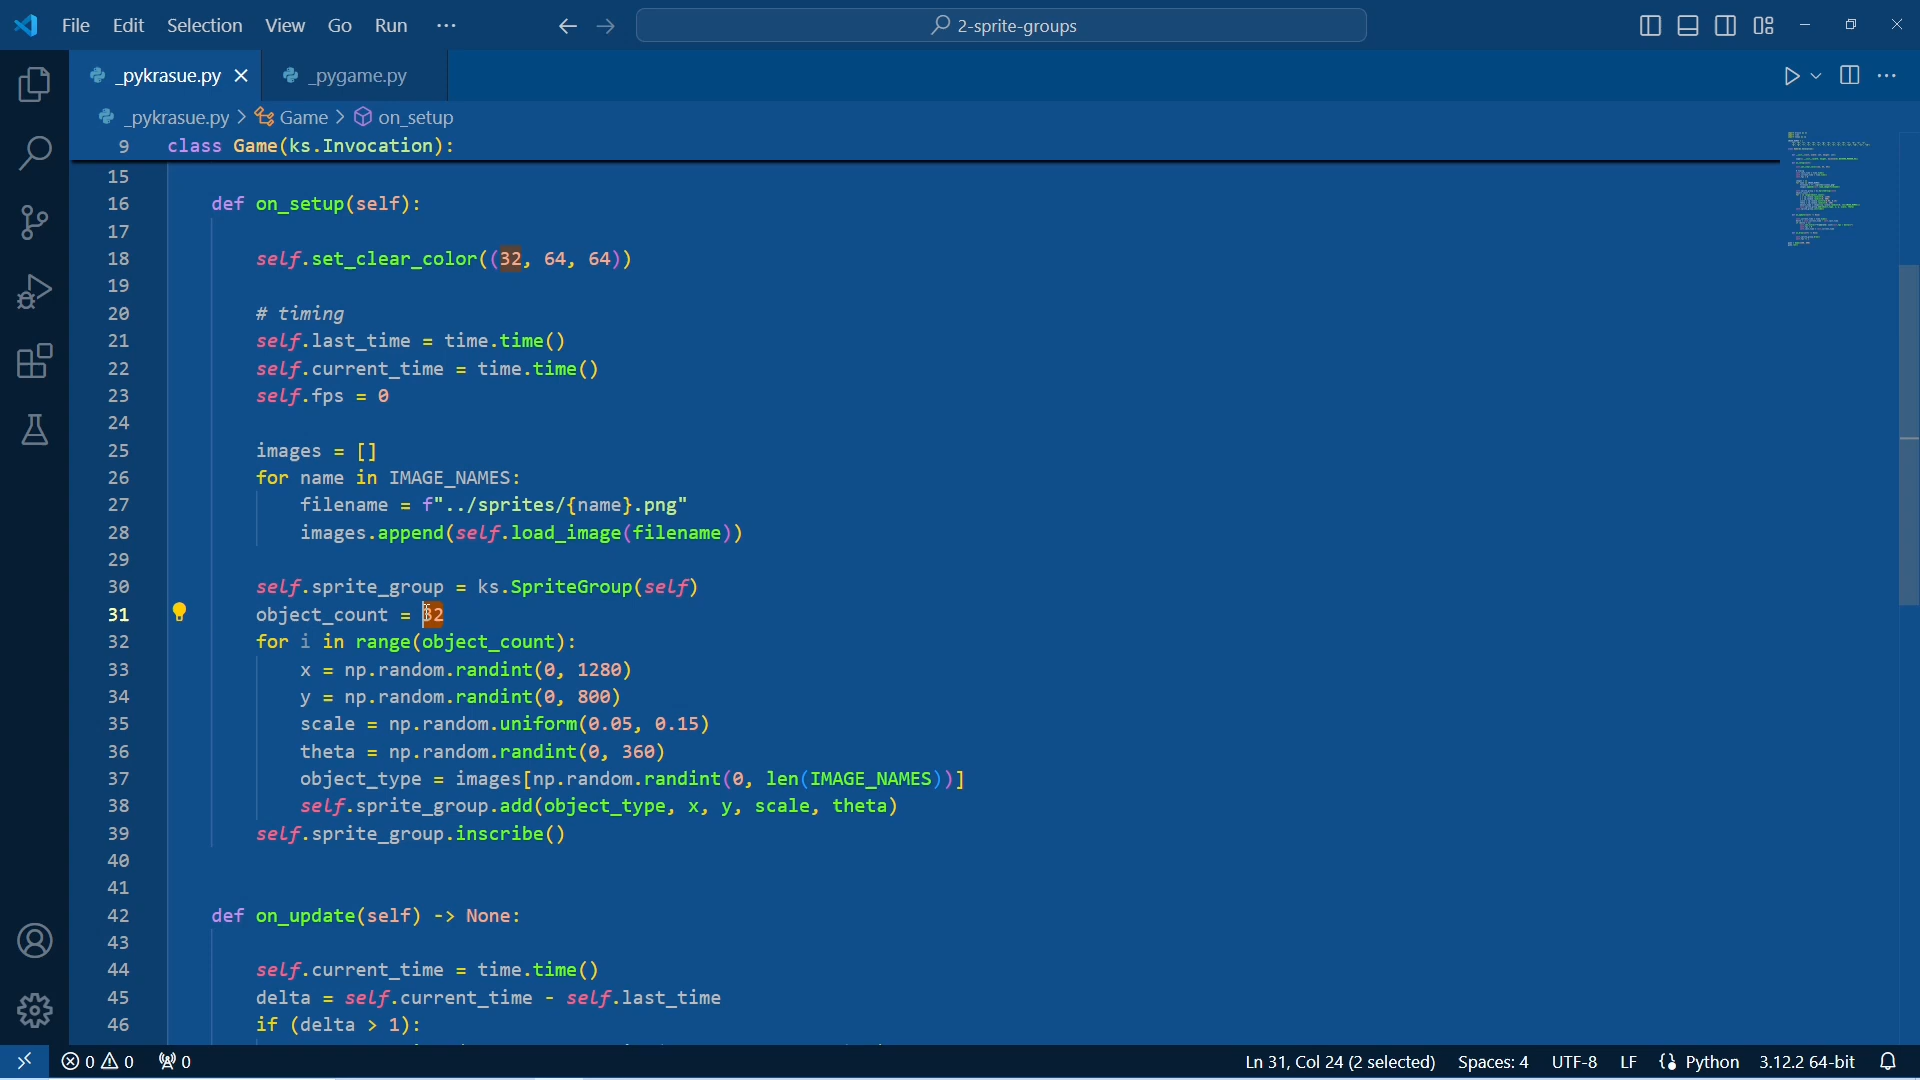 File Edit Selection View Go Run ···
2-sprite-groups
_pykrasue.py
_pygame.py
_pykrasue.py > Game > on_setup
9 class Game(ks.Invocation):
15
16 def on_setup(self):
17
18 self.set_clear_color((32, 64, 64))
19
20 # timing
21 self.last_time = time.time()
22 self.current_time = time.time()
23 self.fps = 0
24
25 images = []
26 for name in IMAGE_NAMES:
27 filename = f"../sprites/{name}.png"
28 images.append(self.load_image(filename))
29
30 self.sprite_group = ks.SpriteGroup(self)
31 object_count = 32
32 for i in range(object_count):
33 x = np.random.randint(0, 1280)
34 y = np.random.randint(0, 800)
35 scale = np.random.uniform(0.05, 0.15)
36 theta = np.random.randint(0, 360)
37 object_type = images[np.random.randint(0, len(IMAGE_NAMES))]
38 self.sprite_group.add(object_type, x, y, scale, theta)
39 self.sprite_group.inscribe()
40
41
42 def on_update(self) -> None:
43
44 self.current_time = time.time()
45 delta = self.current_time - self.last_time
46 if (delta > 1):
0 0 0 Ln 31, Col 24 (2 selected) Spaces: 4 UTF-8 LF Python 3.12.2 64-bit